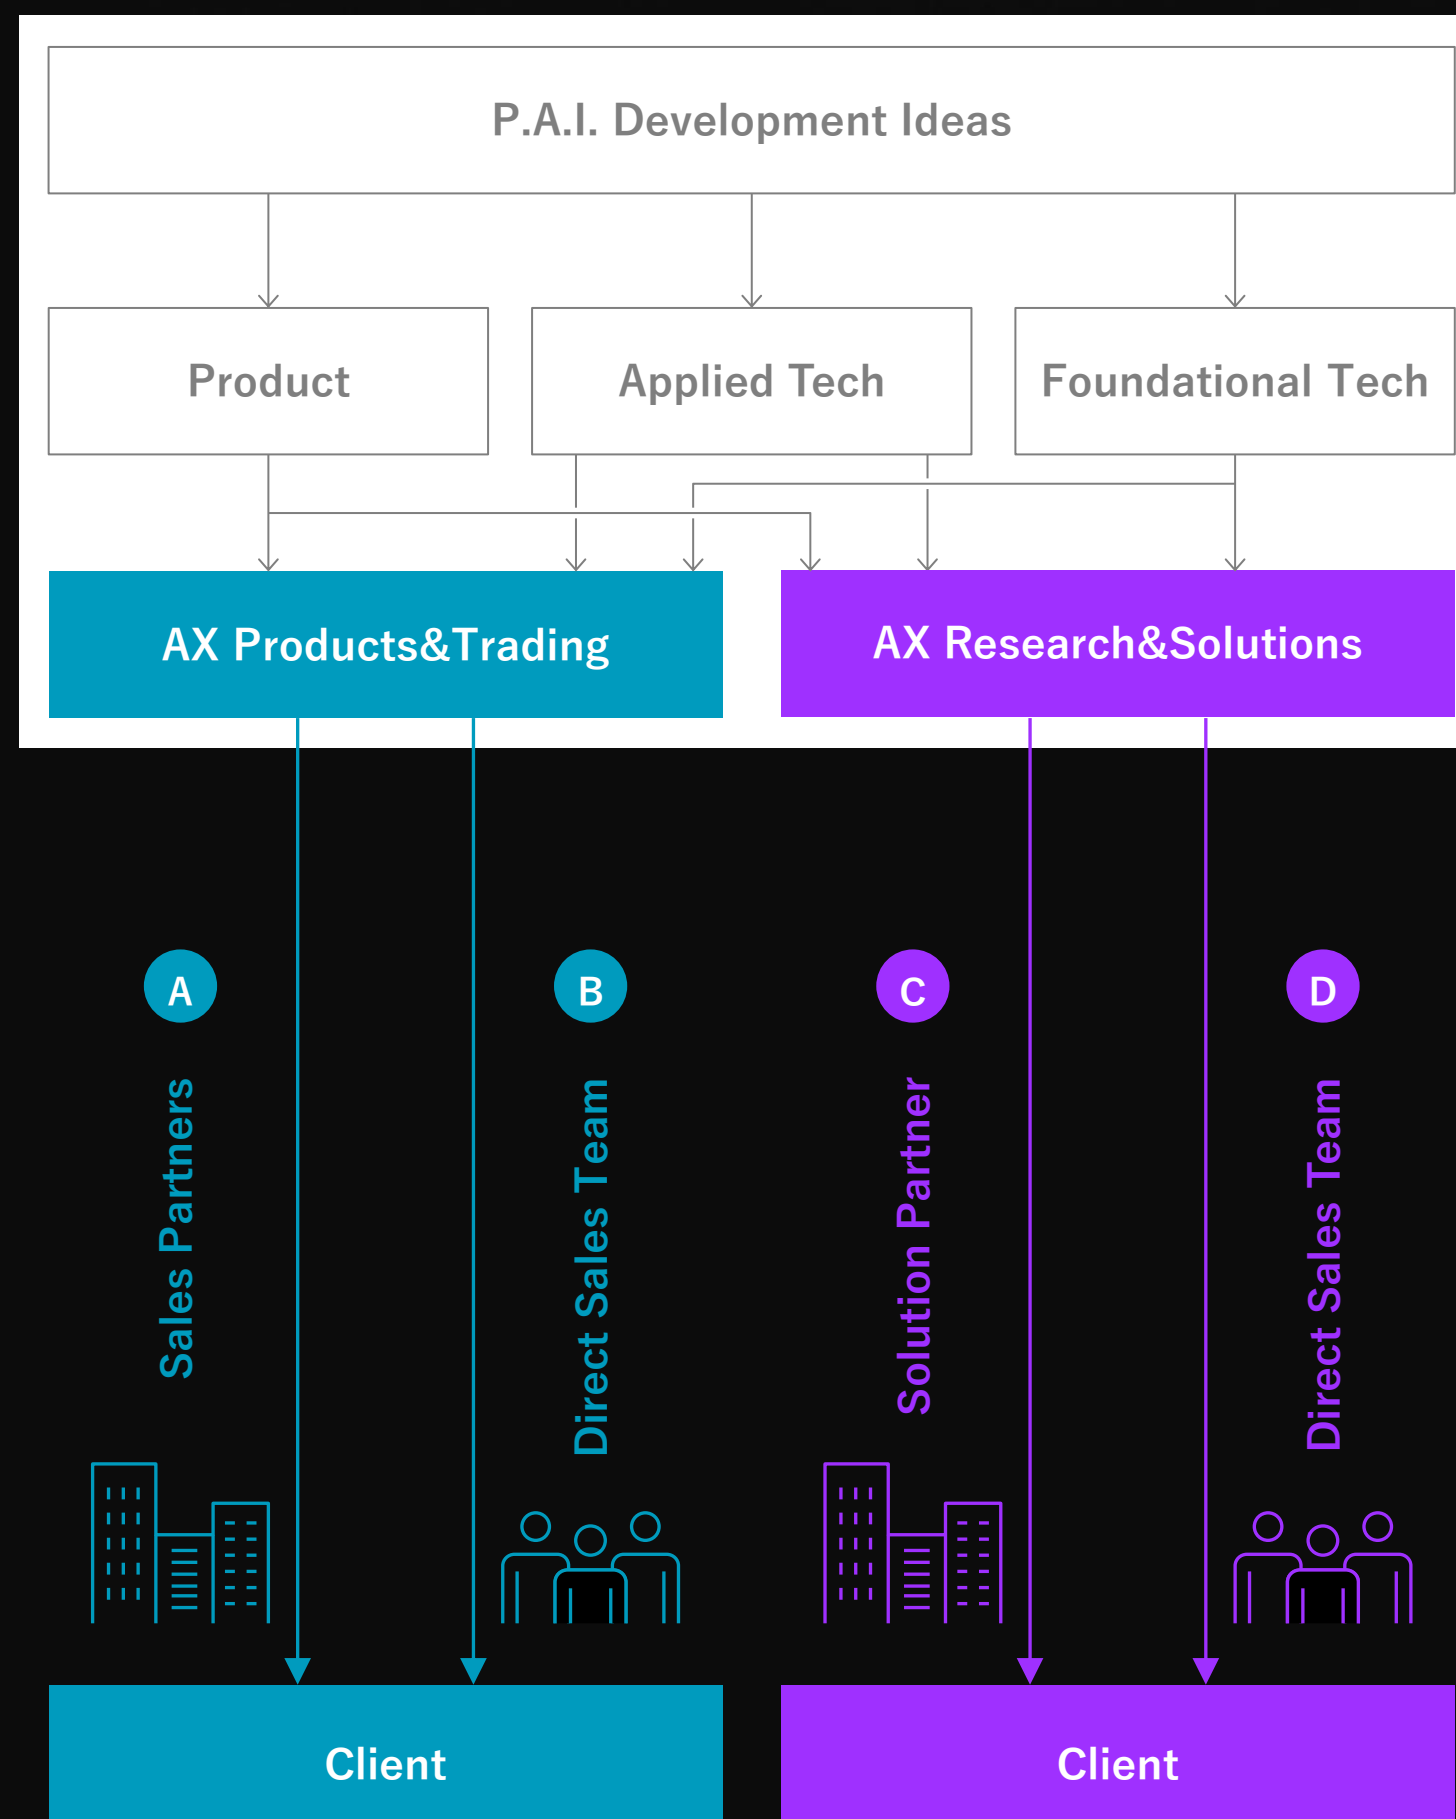 P.A.I. Development Ideas
Product
Applied Tech
Foundational Tech
AX Products&Trading
AX Research&Solutions
A
Sales Partners
B
Direct Sales Team
C
Solution Partner
D
Direct Sales Team
Client
Client